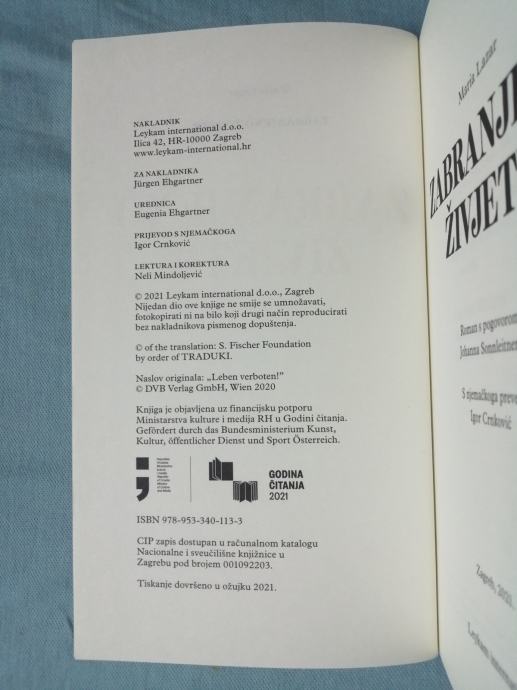 NAKLADNIK
Leykam international d.o.o.
Ilica 42, HR-10000 Zagreb
www.leykam-international.hr
ZA NAKLADNIKA
Jürgen Ehgartner
UREDNICA
Eugenia Ehgartner
PRIJEVOD S NJEMAČKOGA
Igor Crnković
LEKTURA I KOREKTURA
Neli Mindoljević
© 2021 Leykam international d.o.o., Zagreb
Nijedan dio ove knjige ne smije se umnožavati,
fotokopirati ni na bilo koji drugi način reproducirati
bez nakladnikova pismenog dopuštenja.
© of the translation: S. Fischer Foundation
by order of TRADUKI.
Naslov originala: „Leben verboten!”
© DVB Verlag GmbH, Wien 2020
Knjiga je objavljena uz financijsku potporu
Ministarstva kulture i medija RH u Godini čitanja.
Gefördert durch das Bundesministerium Kunst,
Kultur, öffentlicher Dienst und Sport Österreich.
GODINA
ČITANJA
2021
ISBN 978-953-340-113-3
CIP zapis dostupan u računalnom katalogu
Nacionalne i sveučilišne knjižnice u
Zagrebu pod brojem 001092203.
Tiskanje dovršeno u ožujku 2021.
Maria Lazar
ZABRANJE
ŽIVJET
Roman s pogovorom
Johanna Sonnleitner
S njemačkoga preve
Igor Crnković
Zagreb,
Leykam